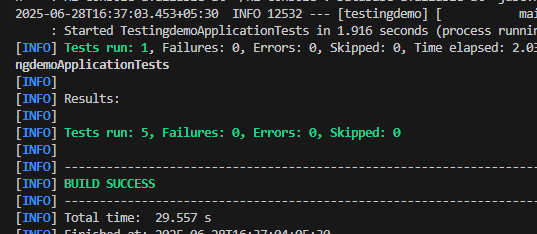 2025-06-28T16:37:03.453+05:30  INFO 12532 --- [testingdemo] [           mai
: Started TestingdemoApplicationTests in 1.916 seconds (process runnin
[INFO] Tests run: 1, Failures: 0, Errors: 0, Skipped: 0, Time elapsed: 2.03
ngdemoApplicationTests
[INFO]
[INFO] Results:
[INFO]
[INFO] Tests run: 5, Failures: 0, Errors: 0, Skipped: 0
[INFO]
[INFO] ------------------------------------------------------------------------
[INFO] BUILD SUCCESS
[INFO] ------------------------------------------------------------------------
[INFO] Total time:  29.557 s
[INFO] Finished at: 2025-06-28T16:37:04+05:30